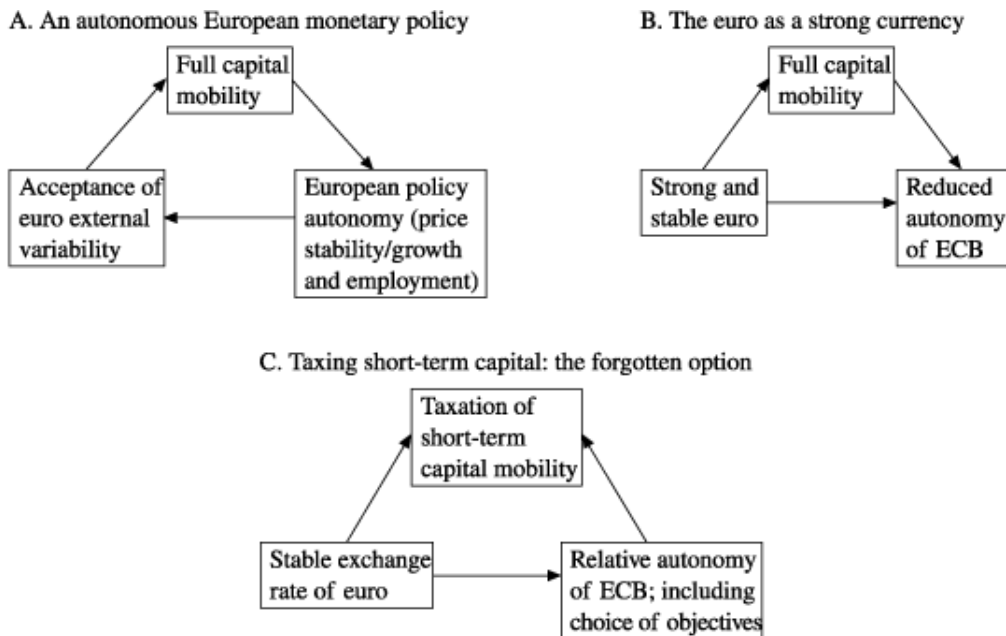 A. An autonomous European monetary policy
Full capital
mobility
Acceptance of
euro external
variability
European policy
autonomy (price
stability/growth
and employment)
B. The euro as a strong currency
Full capital
mobility
Strong and
stable euro
Reduced
autonomy
of ECB
C. Taxing short-term capital: the forgotten option
Taxation of
short-term
capital mobility
Stable exchange
rate of euro
Relative autonomy
of ECB; including
choice of objectives